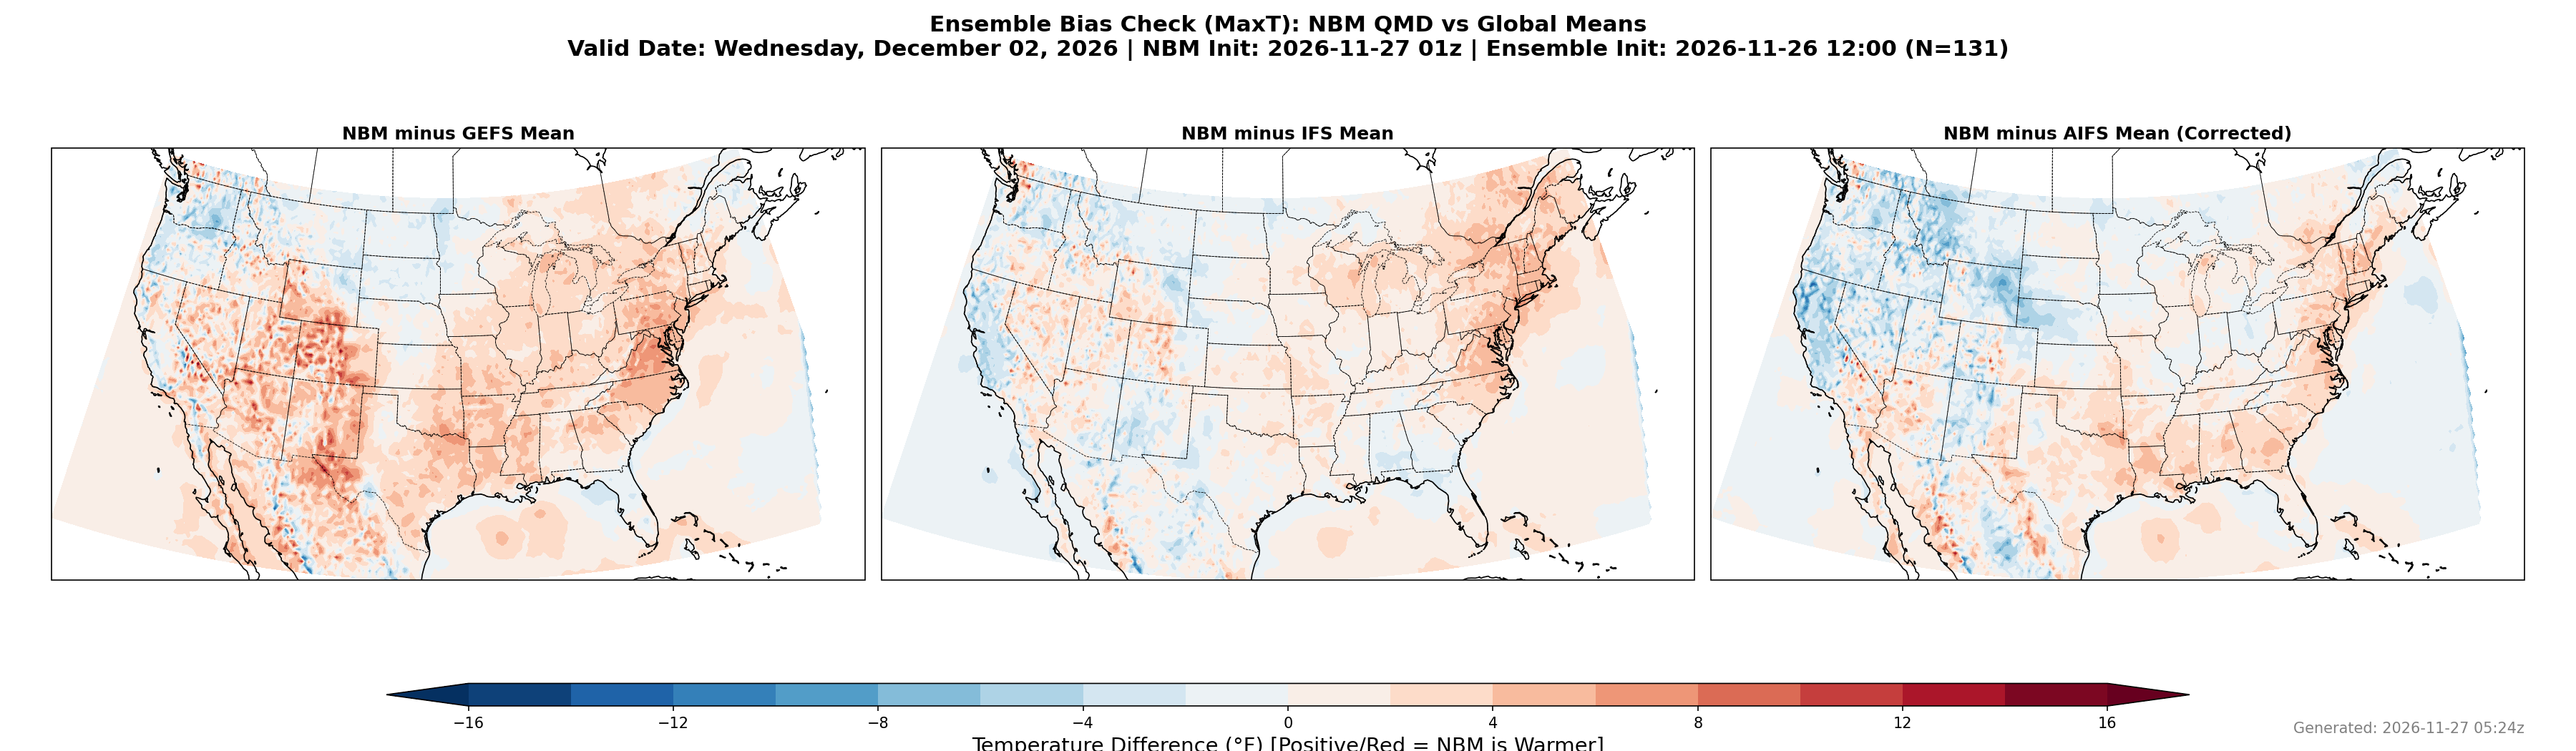 Ensemble Bias Check (MaxT): NBM QMD vs Global Means
Valid Date: Wednesday, December 02, 2026 | NBM Init: 2026-11-27 01z | Ensemble Init: 2026-11-26 12:00 (N=131)
NBM minus GEFS Mean
NBM minus IFS Mean
NBM minus AIFS Mean (Corrected)
−16 −12 −8 −4 0 4 8 12 16
Temperature Difference (°F) [Positive/Red = NBM is Warmer]
Generated: 2026-11-27 05:24z